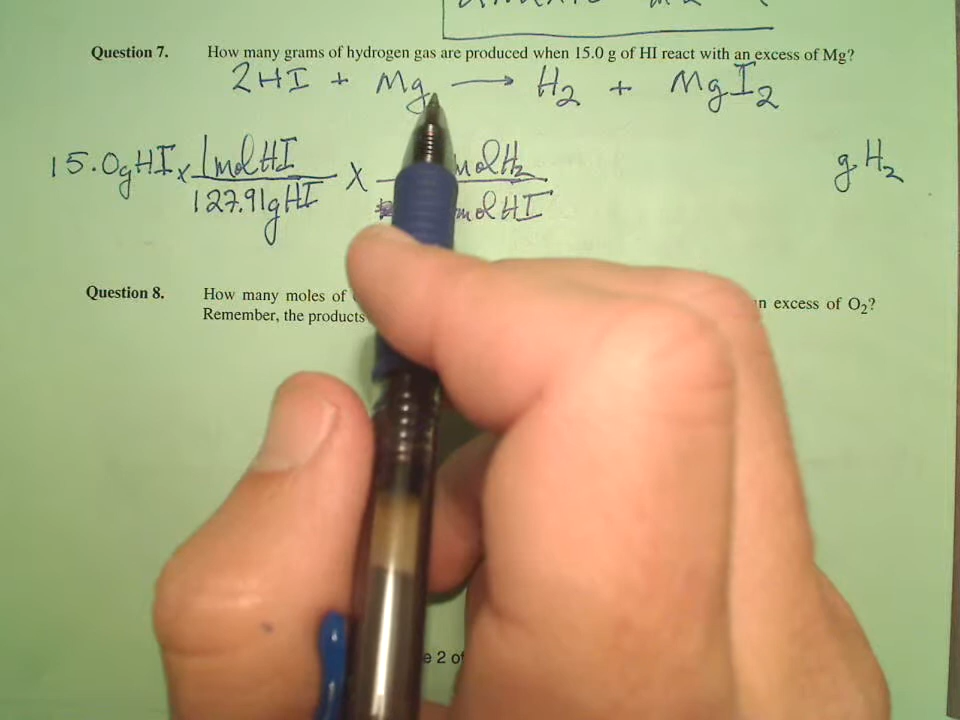 Question 7. How many grams of hydrogen gas are produced when 15.0 g of HI react with an excess of Mg?
2HI + Mg → H₂ + MgI₂
15.0g HI x 1 mol HI / 127.91g HI x mol H₂ / mol HI g H₂
Question 8. How many moles of n excess of O₂?
Remember, the products
e 2 of